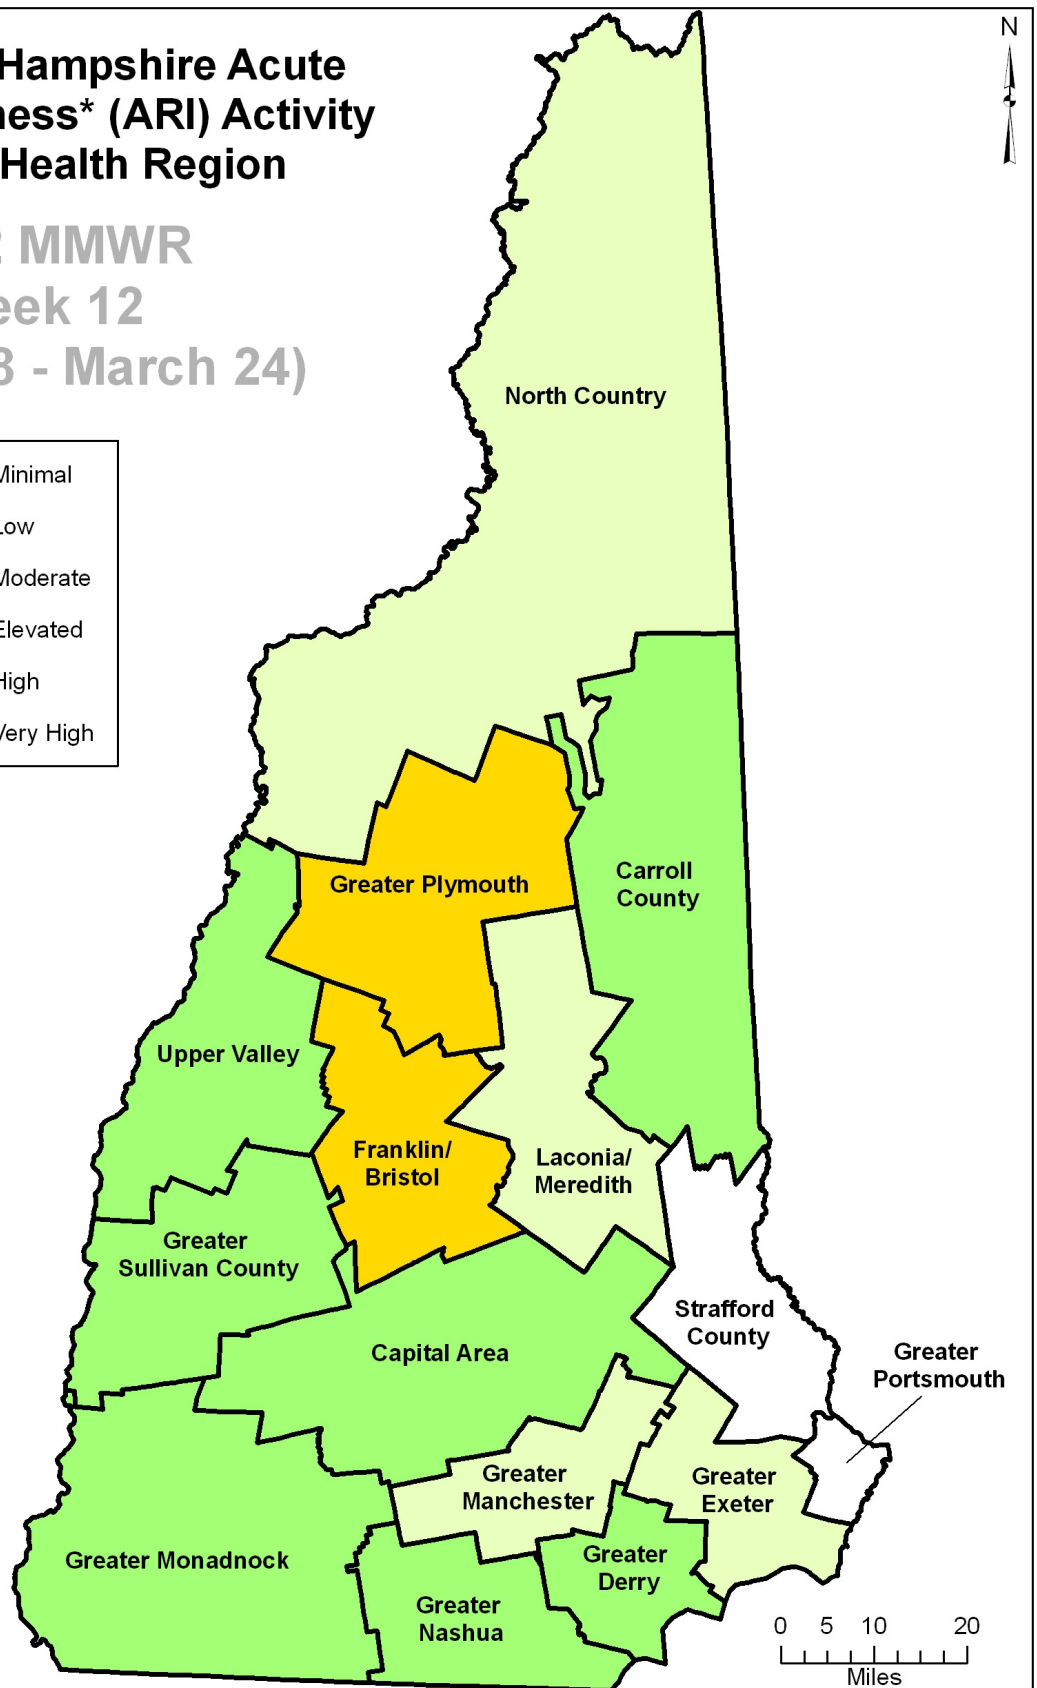 Hampshire Acute
ness* (ARI) Activity
Health Region
2 MMWR
eek 12
8 - March 24)
Minimal
Low
Moderate
Elevated
High
Very High
N
North Country
Greater Plymouth
Carroll
County
Upper Valley
Franklin/
Bristol
Laconia/
Meredith
Greater
Sullivan County
Strafford
County
Capital Area
Greater
Portsmouth
Greater
Manchester
Greater
Exeter
Greater Monadnock
Greater
Derry
Greater
Nashua
0 5 10 20
Miles